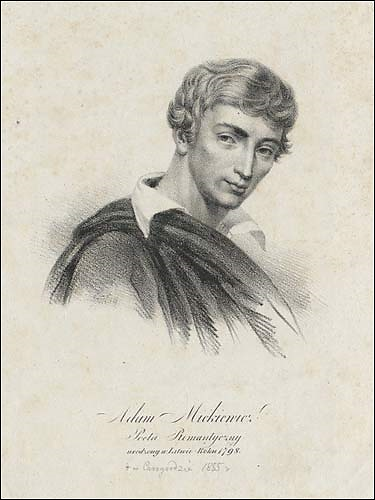 Adam Mickiewicz
Poeta Romantyczny
urodzony w Litwie Roku 1798.
† w Carogrodzie 1855 r